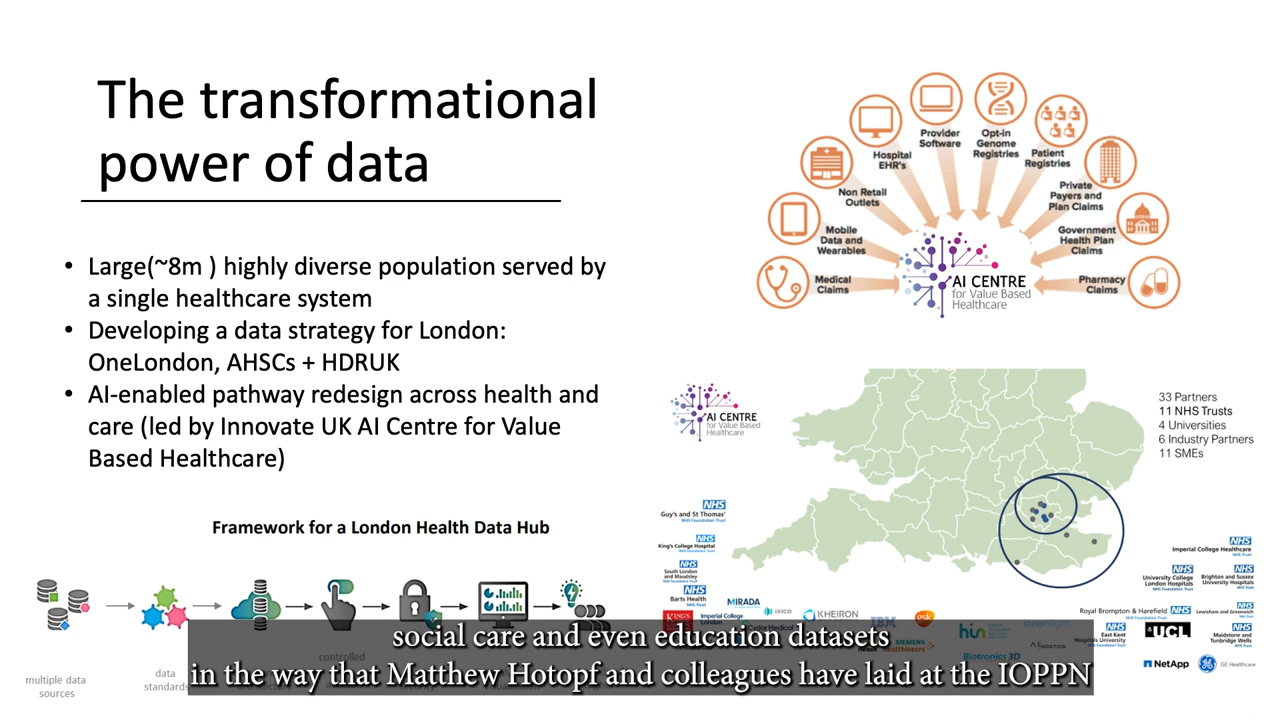 The transformational
power of data
• Large(~8m ) highly diverse population served by
a single healthcare system
• Developing a data strategy for London:
OneLondon, AHSCs + HDRUK
• AI-enabled pathway redesign across health and
care (led by Innovate UK AI Centre for Value
Based Healthcare)
Framework for a London Health Data Hub
multiple data
sources
data
standards
controlled
Medical
Claims
Mobile
Data and
Wearables
Non Retail
Outlets
Hospital
EHR's
Provider
Software
Opt-in
Genome
Registries
Patient
Registries
Private
Payers and
Plan Claims
Government
Health Plan
Claims
Pharmacy
Claims
AI CENTRE
for Value Based
Healthcare
AI CENTRE
for Value Based
Healthcare
33 Partners
11 NHS Trusts
4 Universities
6 Industry Partners
11 SMEs
NHS
Guy's and St Thomas'
NHS Foundation Trust
NHS
King's College Hospital
NHS Foundation Trust
NHS
South London
and Maudsley
NHS Foundation Trust
NHS
Barts Health
NHS Trust
KING'S
Imperial College
London
MIRADA
KHEIRON
gsk
IBM
SIEMENS
Healthineers
Biotronics 3D
NHS
Imperial College Healthcare
NHS Trust
NHS
University College
London Hospitals
NHS Foundation Trust
NHS
Brighton and Sussex
University Hospitals
NHS Trust
Royal Brompton & Harefield NHS
NHS
Lewisham and Greenwich
NHS Trust
NHS
East Kent
Hospitals University
NHS Foundation Trust
UCL
NHS
Maidstone and
Tunbridge Wells
NetApp
GE Healthcare
social care and even education datasets
in the way that Matthew Hotopf and colleagues have laid at the IOPPN